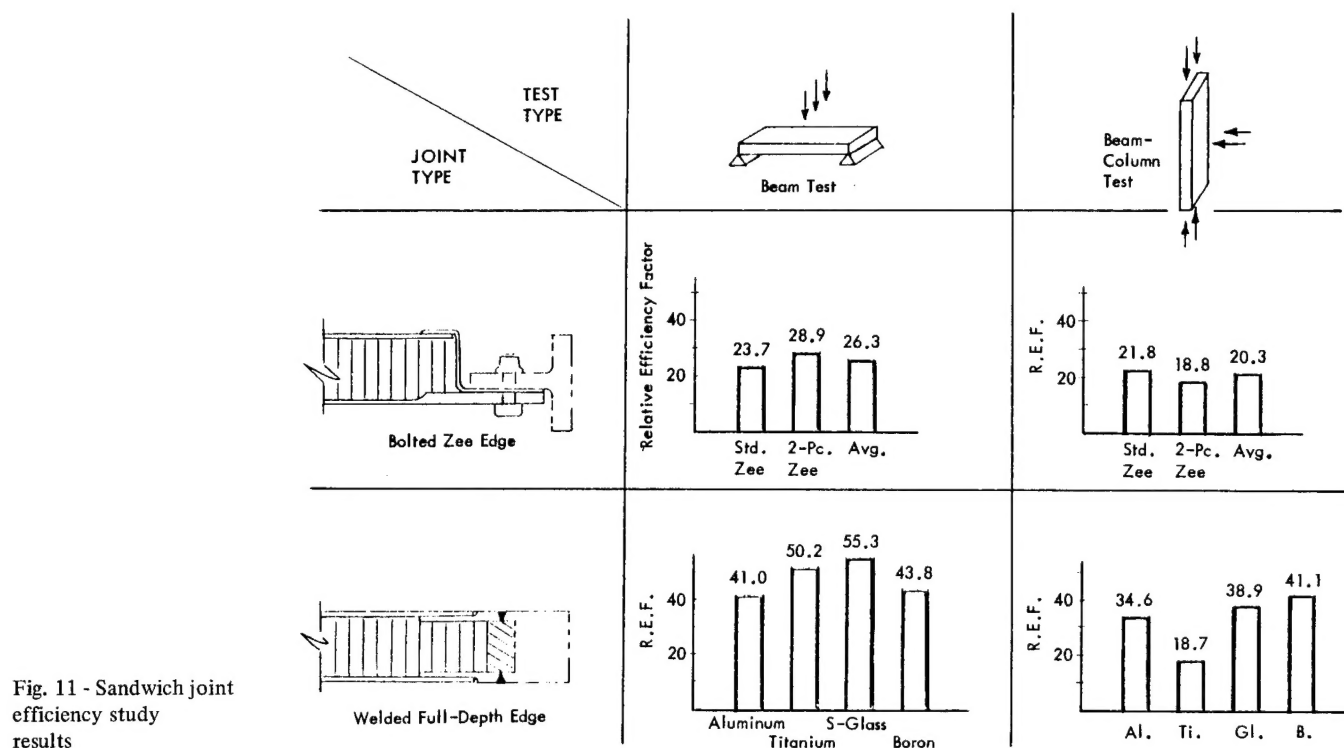 TEST
TYPE
JOINT
TYPE
Beam Test
Beam-
Column
Test
Bolted Zee Edge
Relative Efficiency Factor
40
20
23.7
28.9
26.3
Std.
Zee
2-Pc.
Zee
Avg.
R.E.F.
40
20
21.8
18.8
20.3
Std.
Zee
2-Pc.
Zee
Avg.
Welded Full-Depth Edge
R.E.F.
40
20
41.0
50.2
55.3
43.8
Aluminum
Titanium
S-Glass
Boron
R.E.F.
40
20
34.6
18.7
38.9
41.1
Al.
Ti.
Gl.
B.
Fig. 11 - Sandwich joint
efficiency study
results